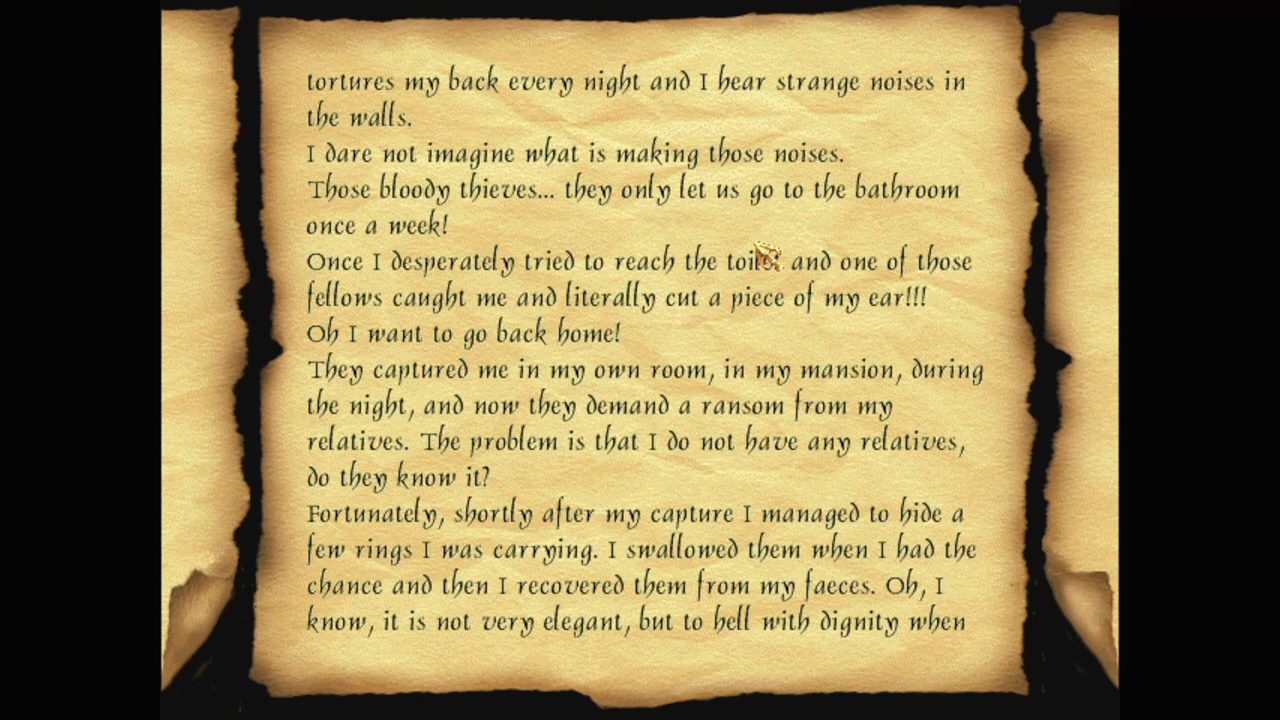 tortures my back every night and I hear strange noises in
the walls.
I dare not imagine what is making those noises.
Those bloody thieves... they only let us go to the bathroom
once a week!
Once I desperately tried to reach the toilet and one of those
fellows caught me and literally cut a piece of my ear!!!
Oh I want to go back home!
They captured me in my own room, in my mansion, during
the night, and now they demand a ransom from my
relatives. The problem is that I do not have any relatives,
do they know it?
Fortunately, shortly after my capture I managed to hide a
few rings I was carrying. I swallowed them when I had the
chance and then I recovered them from my faeces. Oh, I
know, it is not very elegant, but to hell with dignity when